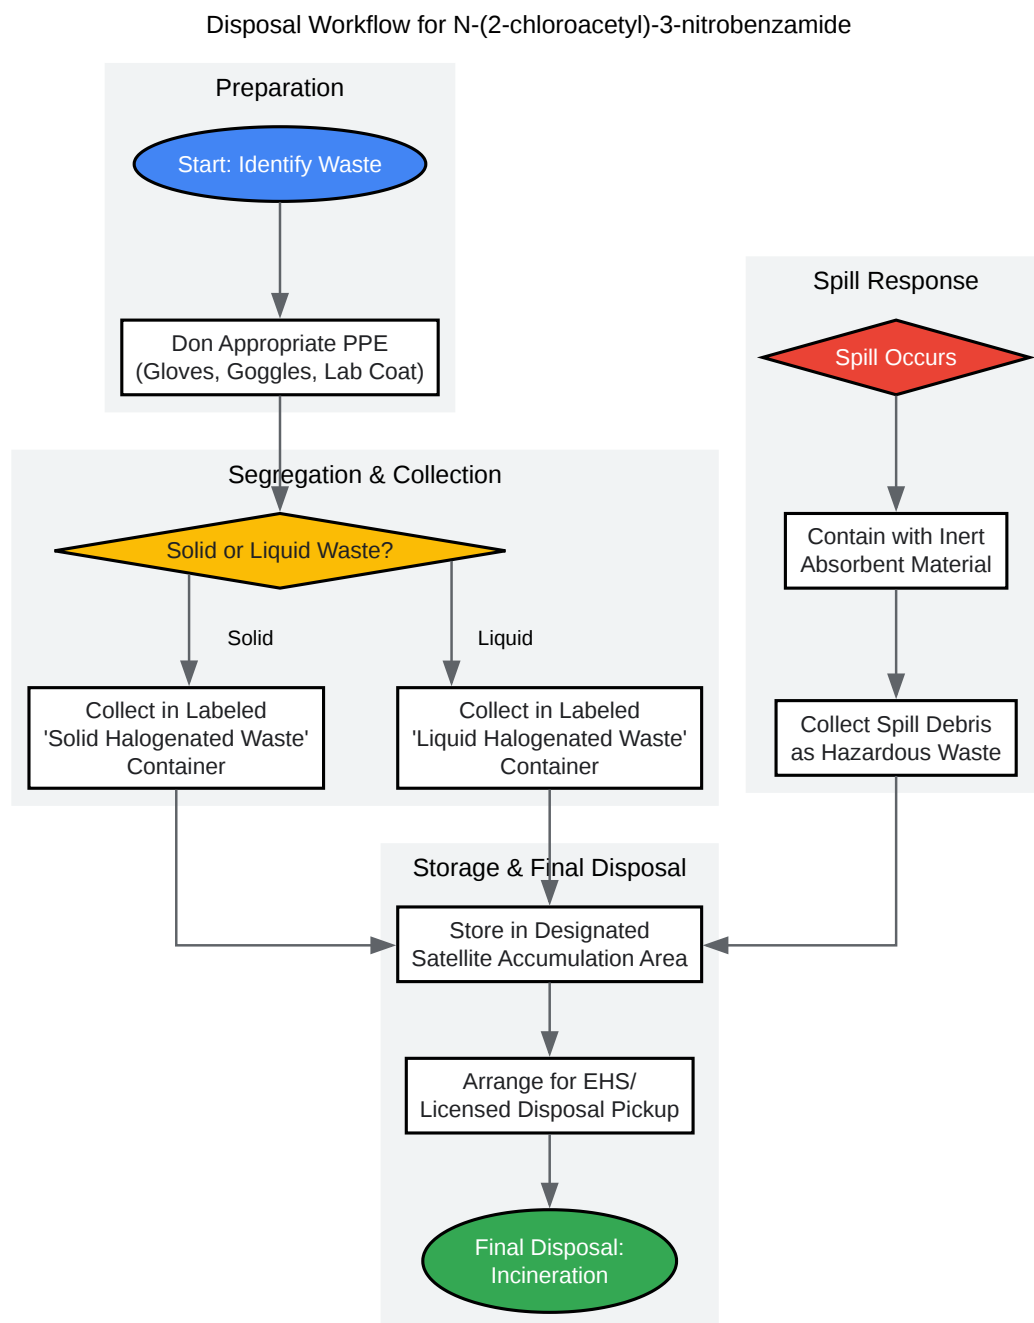 Disposal Workflow for N-(2-chloroacetyl)-3-nitrobenzamide
Preparation
Start: Identify Waste
Don Appropriate PPE
(Gloves, Goggles, Lab Coat)
Spill Response
Spill Occurs
Segregation & Collection
Solid or Liquid Waste?
Contain with Inert
Absorbent Material
Solid
Liquid
Collect in Labeled
'Solid Halogenated Waste'
Container
Collect in Labeled
'Liquid Halogenated Waste'
Container
Collect Spill Debris
as Hazardous Waste
Storage & Final Disposal
Store in Designated
Satellite Accumulation Area
Arrange for EHS/
Licensed Disposal Pickup
Final Disposal:
Incineration